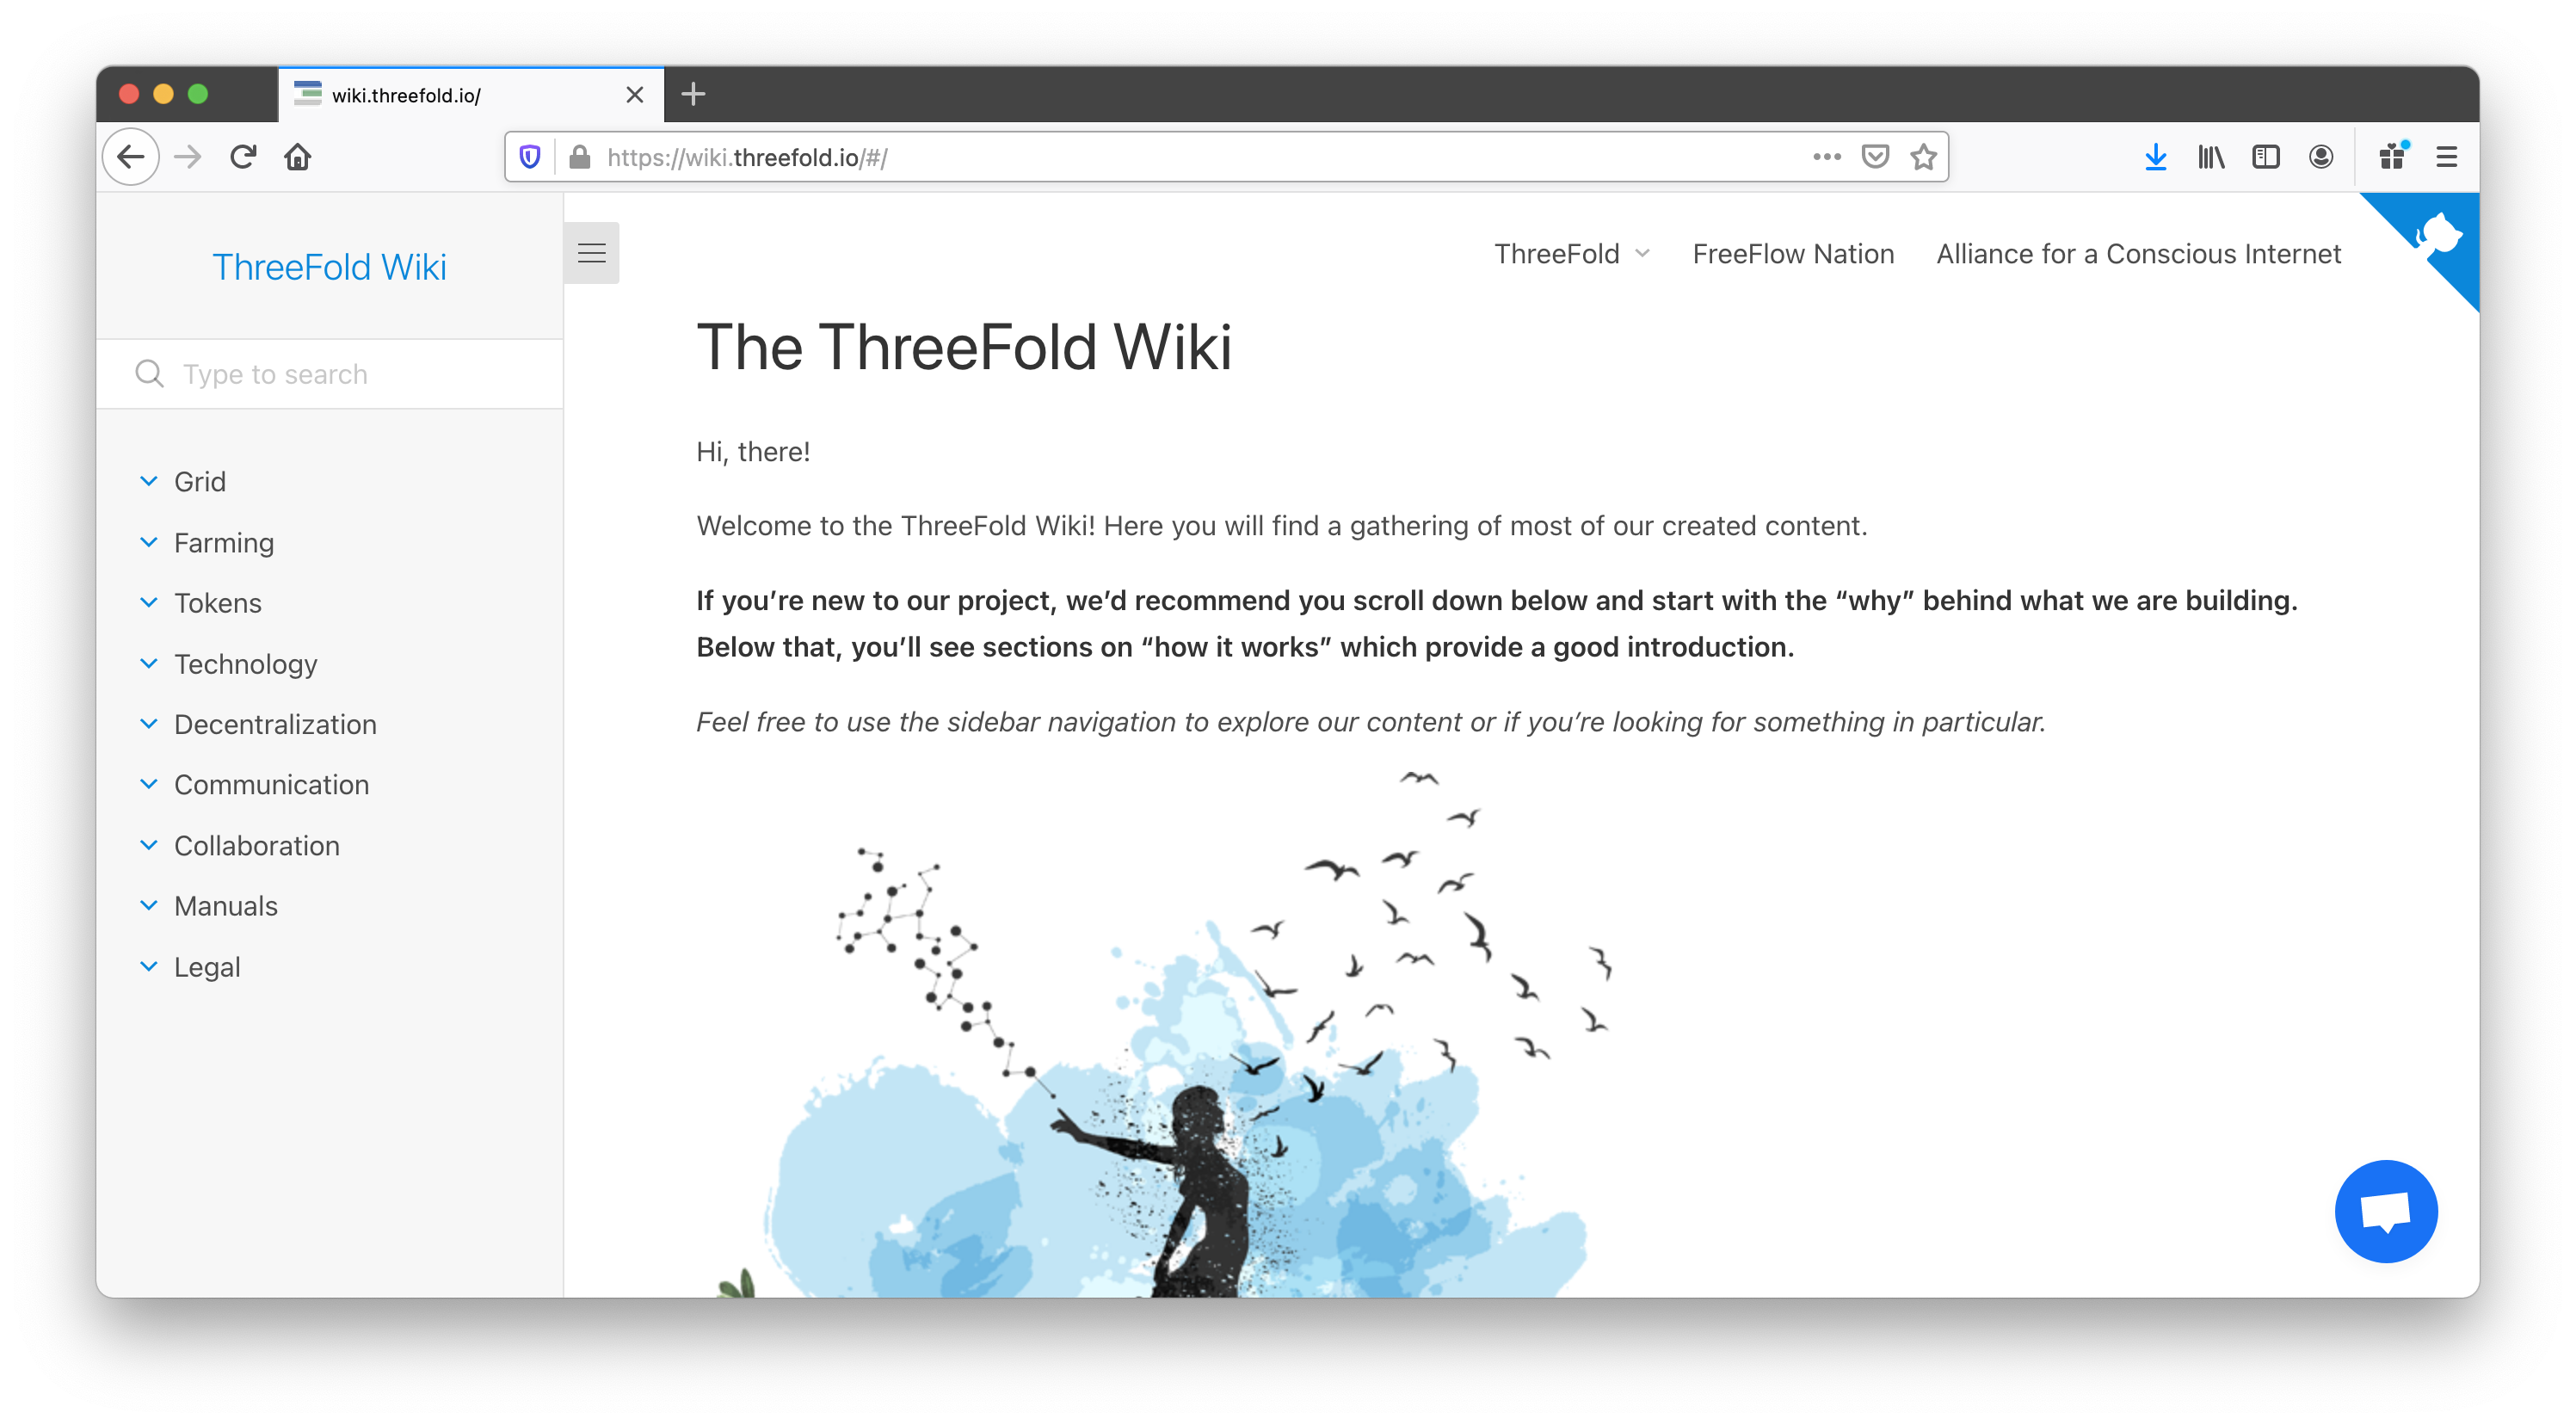 wiki.threefold.io/
https://wiki.threefold.io/#/
ThreeFold Wiki
Type to search
Grid
Farming
Tokens
Technology
Decentralization
Communication
Collaboration
Manuals
Legal
ThreeFold
FreeFlow Nation
Alliance for a Conscious Internet
The ThreeFold Wiki
Hi, there!
Welcome to the ThreeFold Wiki! Here you will find a gathering of most of our created content.
If you’re new to our project, we’d recommend you scroll down below and start with the “why” behind what we are building.
Below that, you’ll see sections on “how it works” which provide a good introduction.
Feel free to use the sidebar navigation to explore our content or if you’re looking for something in particular.